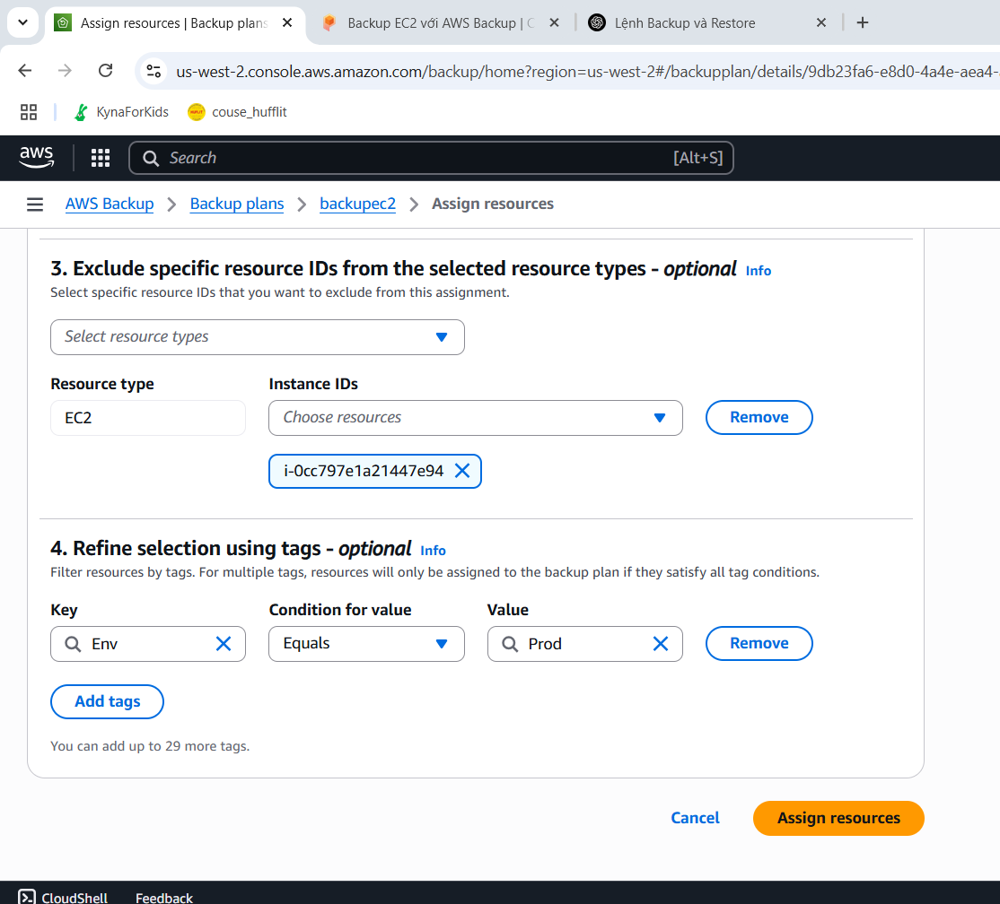 Assign resources | Backup plans
Backup EC2 với AWS Backup |
Lệnh Backup và Restore
us-west-2.console.aws.amazon.com/backup/home?region=us-west-2#/backupplan/details/9db23fa6-e8d0-4a4e-aea4-
KynaForKids
couse_hufflit
aws
Search
[Alt+S]
AWS Backup
Backup plans
backupec2
Assign resources
3. Exclude specific resource IDs from the selected resource types - optional Info
Select specific resource IDs that you want to exclude from this assignment.
Select resource types
Resource type
Instance IDs
EC2
Choose resources
Remove
i-0cc797e1a21447e94
4. Refine selection using tags - optional Info
Filter resources by tags. For multiple tags, resources will only be assigned to the backup plan if they satisfy all tag conditions.
Key
Condition for value
Value
Env
Equals
Prod
Remove
Add tags
You can add up to 29 more tags.
Cancel
Assign resources
CloudShell
Feedback